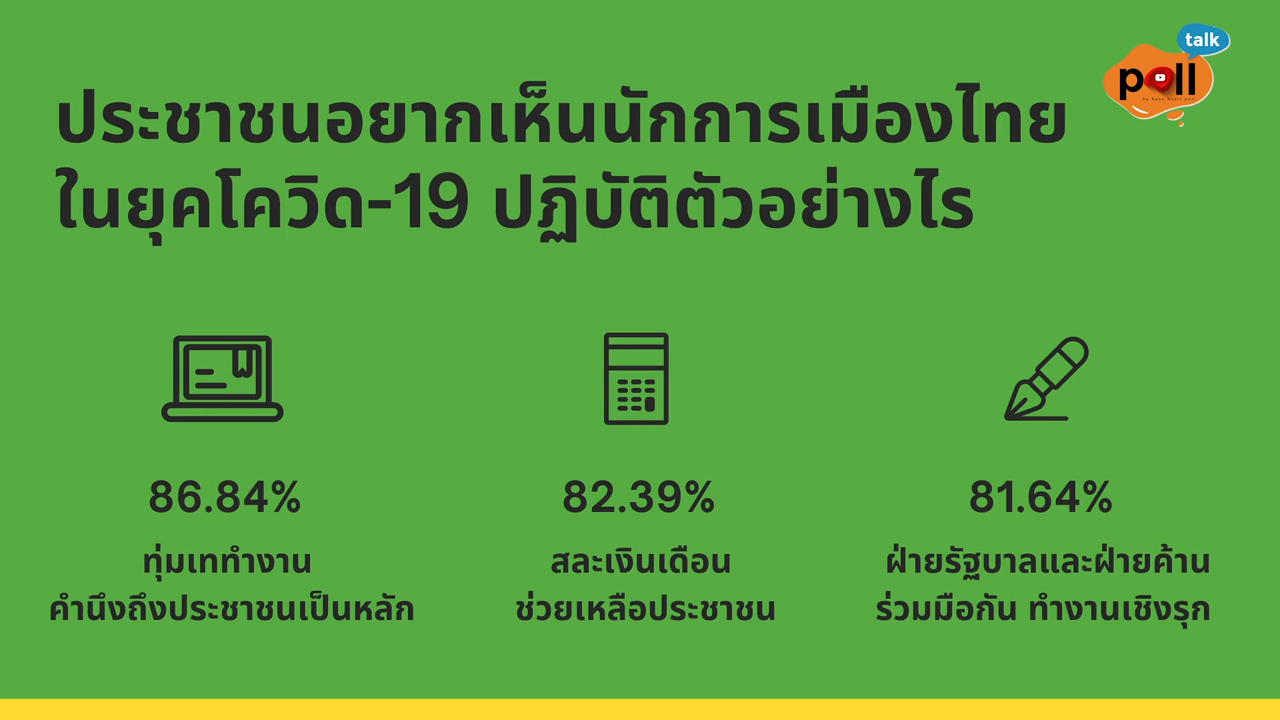 talk
poll
ประชาชนอยากเห็นนักการเมืองไทย
ในยุคโควิด-19 ปฏิบัติตัวอย่างไร
86.84%
ทุ่มเททำงาน
คำนึงถึงประชาชนเป็นหลัก
82.39%
สละเงินเดือน
ช่วยเหลือประชาชน
81.64%
ฝ่ายรัฐบาลและฝ่ายค้าน
ร่วมมือกัน ทำงานเชิงรุก